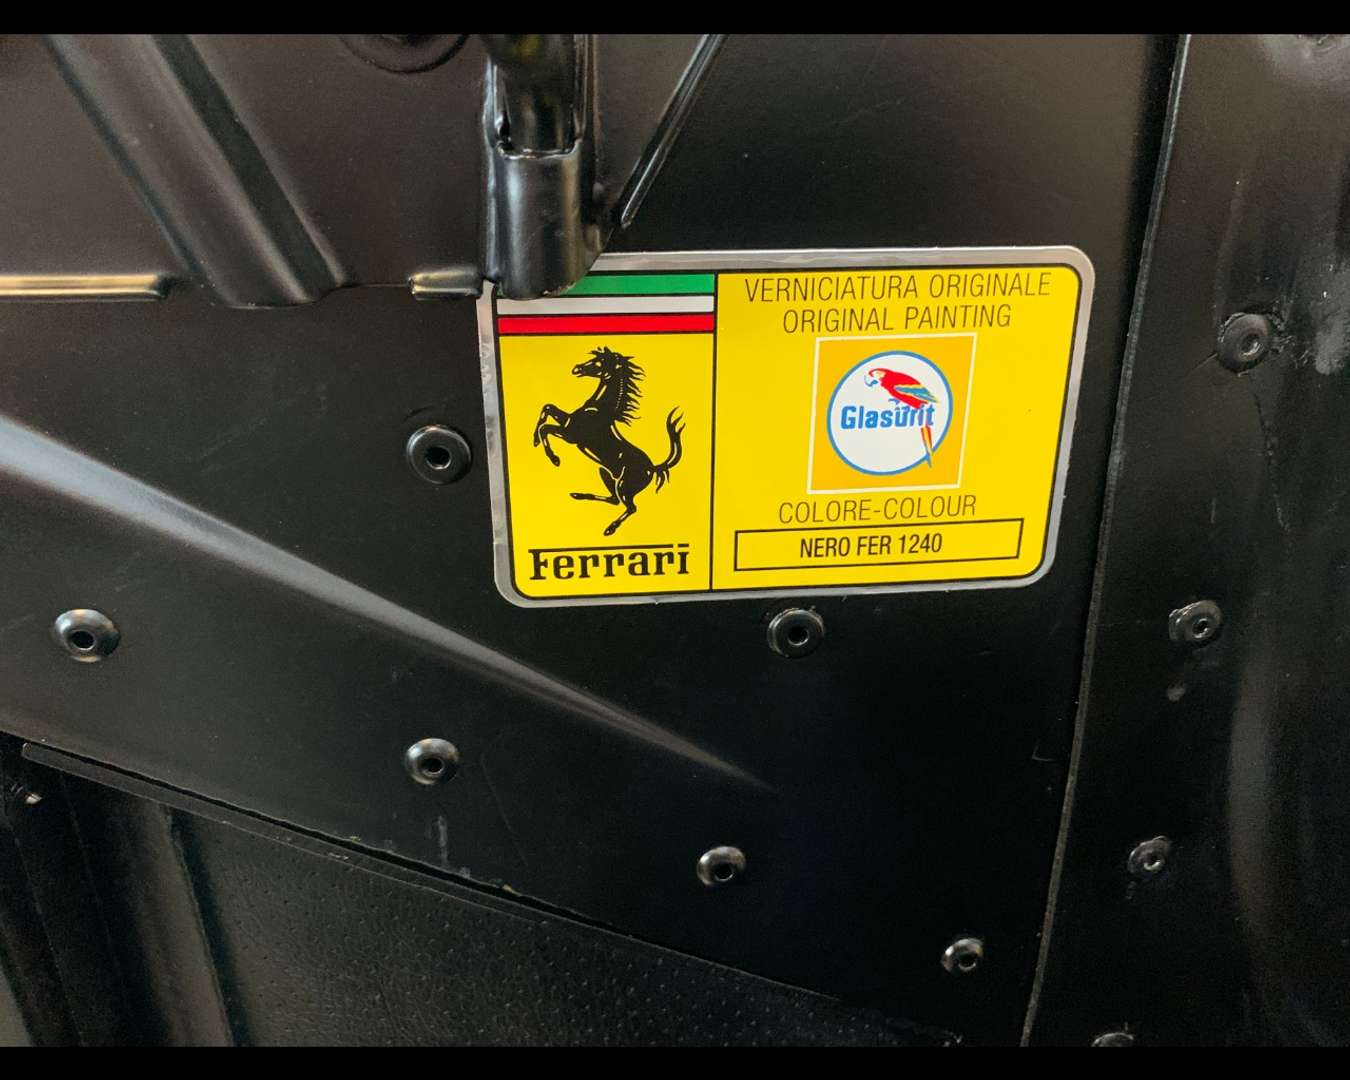 VERNICIATURA ORIGINALE
ORIGINAL PAINTING
Glasurit
COLORE-COLOUR
NERO FER 1240
Ferrari